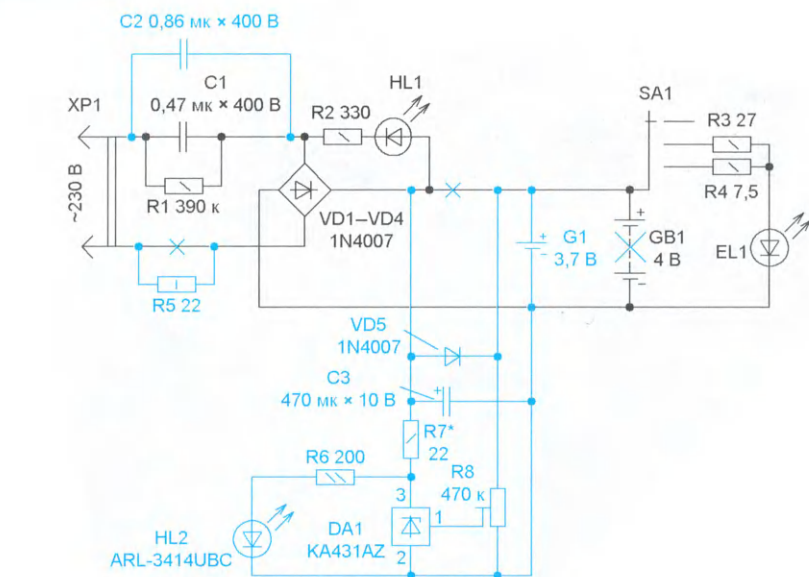 C2 0,86 мк × 400 В
C1
0,47 мк × 400 В
HL1
XP1
R2 330
SA1
R3 27
R1 390 к
R4 7,5
~230 В
VD1–VD4
1N4007
+
G1
3,7 В
−
+
GB1
4 В
−
EL1
R5 22
VD5
1N4007
C3
470 мк × 10 В
+
R7*
22
R6 200
R8
470 к
3
1
2
DA1
KA431AZ
HL2
ARL-3414UBC